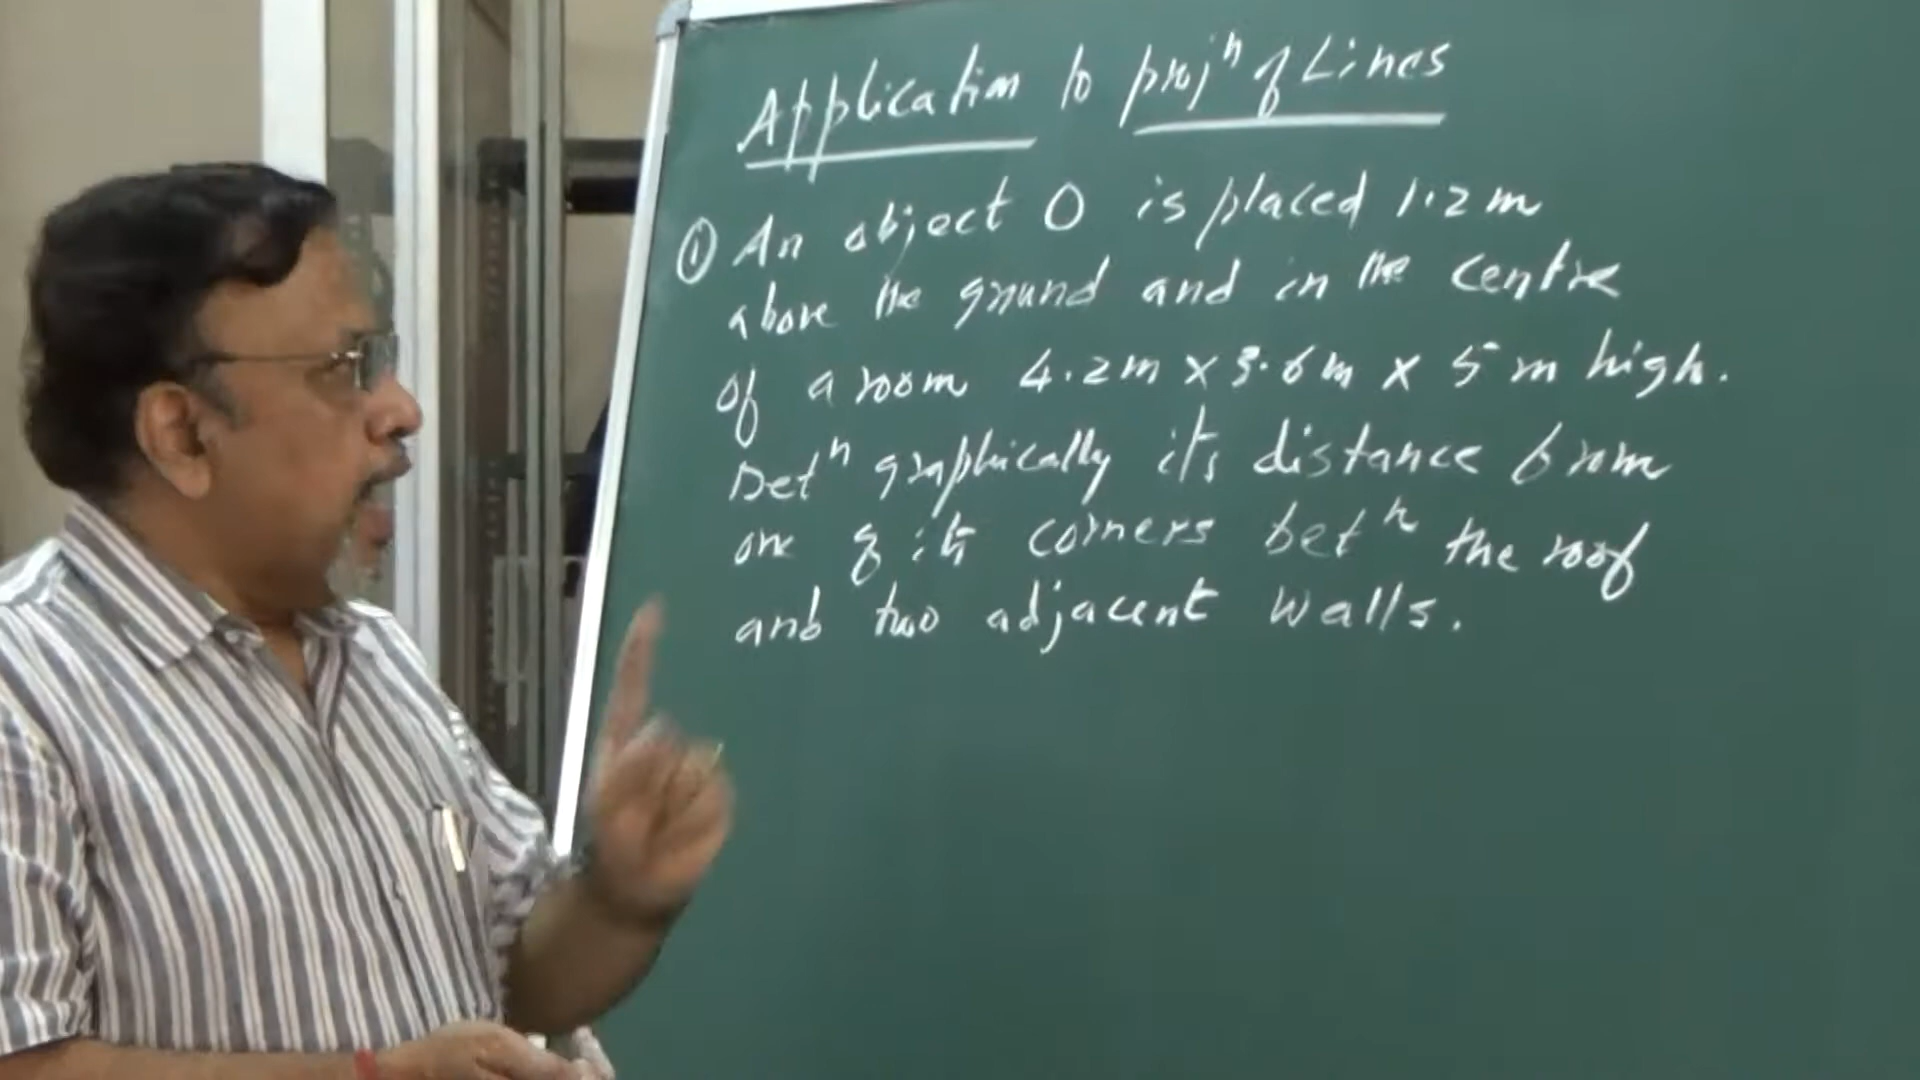 Application to projⁿ of Lines
① An object O is placed 1.2m
above the ground and in the centre
of a room 4.2m x 3.6m x 5m high.
Detⁿ graphically its distance from
one of its corners betⁿ the roof
and two adjacent walls.